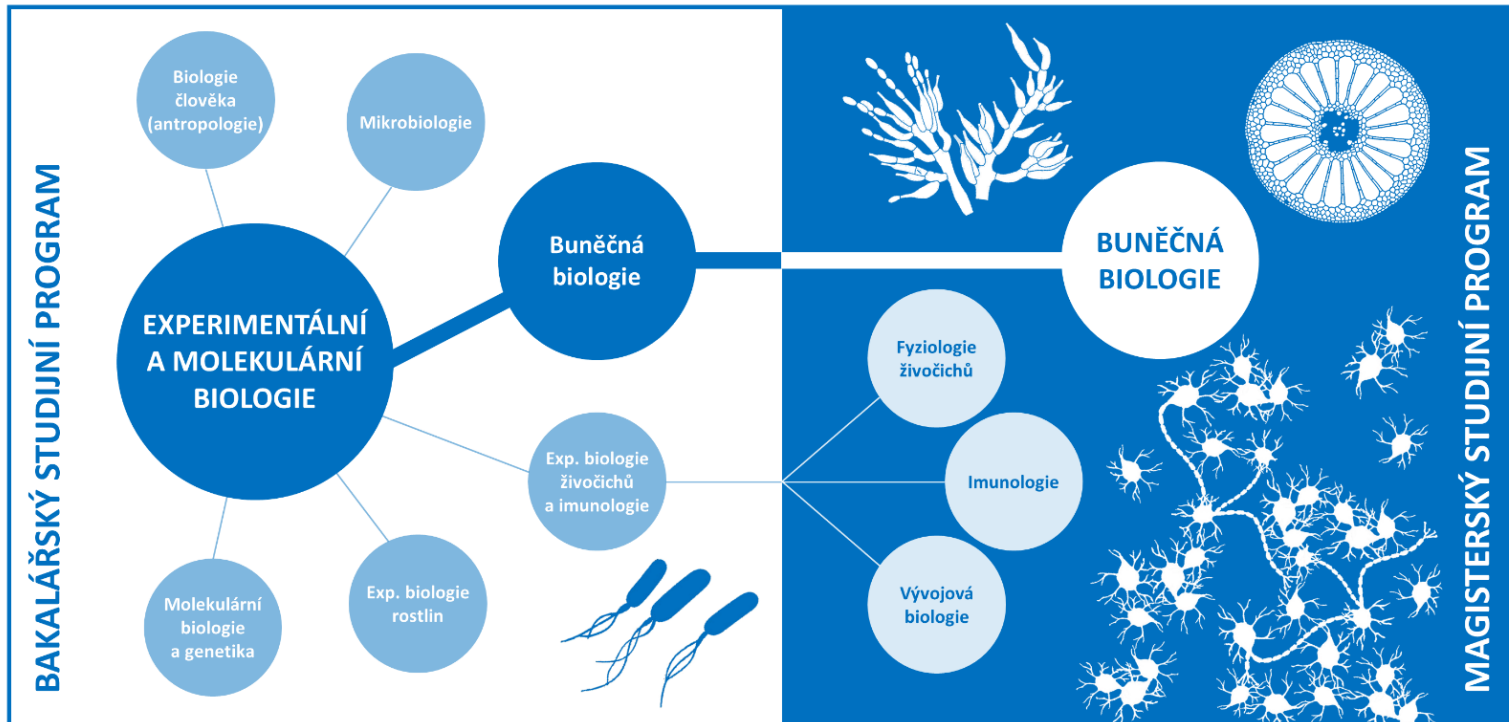 BAKALÁŘSKÝ STUDIJNÍ PROGRAM
Biologie
člověka
(antropologie)
Mikrobiologie
EXPERIMENTÁLNÍ
A MOLEKULÁRNÍ
BIOLOGIE
Buněčná
biologie
Exp. biologie
živočichů
a imunologie
Molekulární
biologie
a genetika
Exp. biologie
rostlin
BUNĚČNÁ
BIOLOGIE
Fyziologie
živočichů
Imunologie
Vývojová
biologie
MAGISTERSKÝ STUDIJNÍ PROGRAM